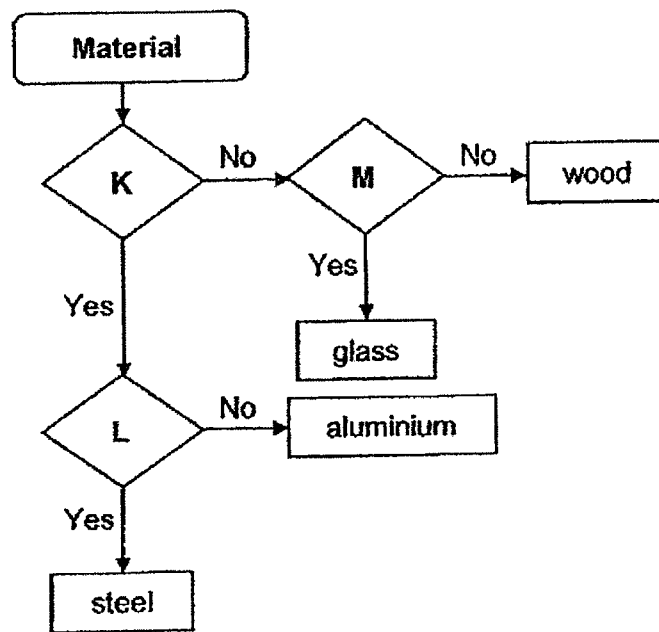 Material
K
No
M
No
wood
Yes
Yes
glass
L
No
aluminium
Yes
steel